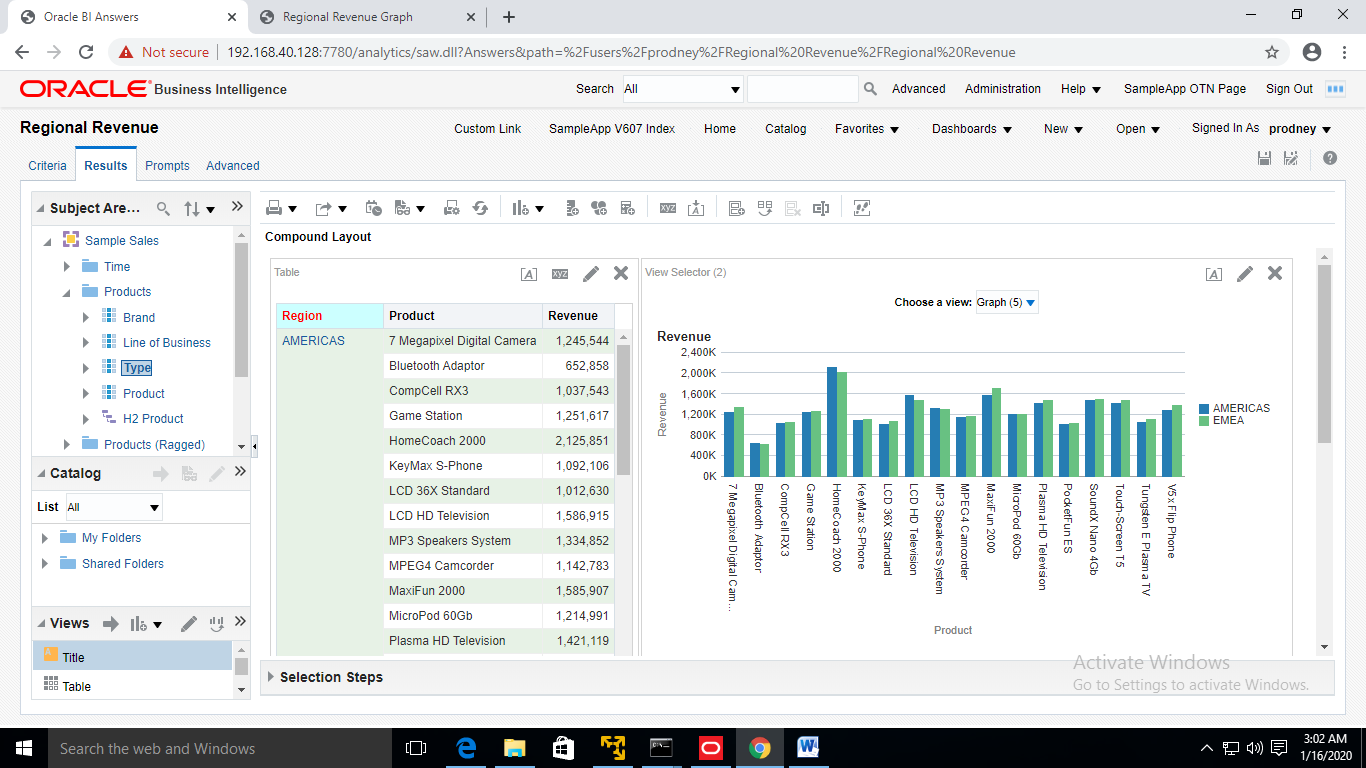 Oracle BI Answers
Regional Revenue Graph
Not secure 192.168.40.128:7780/analytics/saw.dll?Answers&path=%2Fusers%2Fprodney%2FRegional%20Revenue%2FRegional%20Revenue
ORACLE Business Intelligence
Search All Advanced Administration Help SampleApp OTN Page Sign Out
Regional Revenue
Custom Link SampleApp V607 Index Home Catalog Favorites Dashboards New Open Signed In As prodney
Criteria Results Prompts Advanced
Subject Are...
Sample Sales
Time
Products
Brand
Line of Business
Type
Product
H2 Product
Products (Ragged)
Catalog
List All
My Folders
Shared Folders
Views
Title
Table
Compound Layout
Table
Region Product Revenue
AMERICAS 7 Megapixel Digital Camera 1,245,544
Bluetooth Adaptor 652,858
CompCell RX3 1,037,543
Game Station 1,251,617
HomeCoach 2000 2,125,851
KeyMax S-Phone 1,092,106
LCD 36X Standard 1,012,630
LCD HD Television 1,586,915
MP3 Speakers System 1,334,852
MPEG4 Camcorder 1,142,783
MaxiFun 2000 1,585,907
MicroPod 60Gb 1,214,991
Plasma HD Television 1,421,119
View Selector (2)
Choose a view: Graph (5)
Revenue
2,400K
2,000K
1,600K
1,200K
800K
400K
0K
Revenue
AMERICAS
EMEA
7 Megapixel Digital Cam...
Bluetooth Adaptor
CompCell RX3
Game Station
HomeCoach 2000
KeyMax S-Phone
LCD 36X Standard
LCD HD Television
MP3 Speakers System
MPEG4 Camcorder
MaxiFun 2000
MicroPod 60Gb
Plasma HD Television
PocketFun ES
SoundX Nano 4Gb
Touch-Screen T5
Tungsten E Plasma TV
V5x Flip Phone
Product
Selection Steps
Activate Windows
Go to Settings to activate Windows.
Search the web and Windows
3:02 AM
1/16/2020